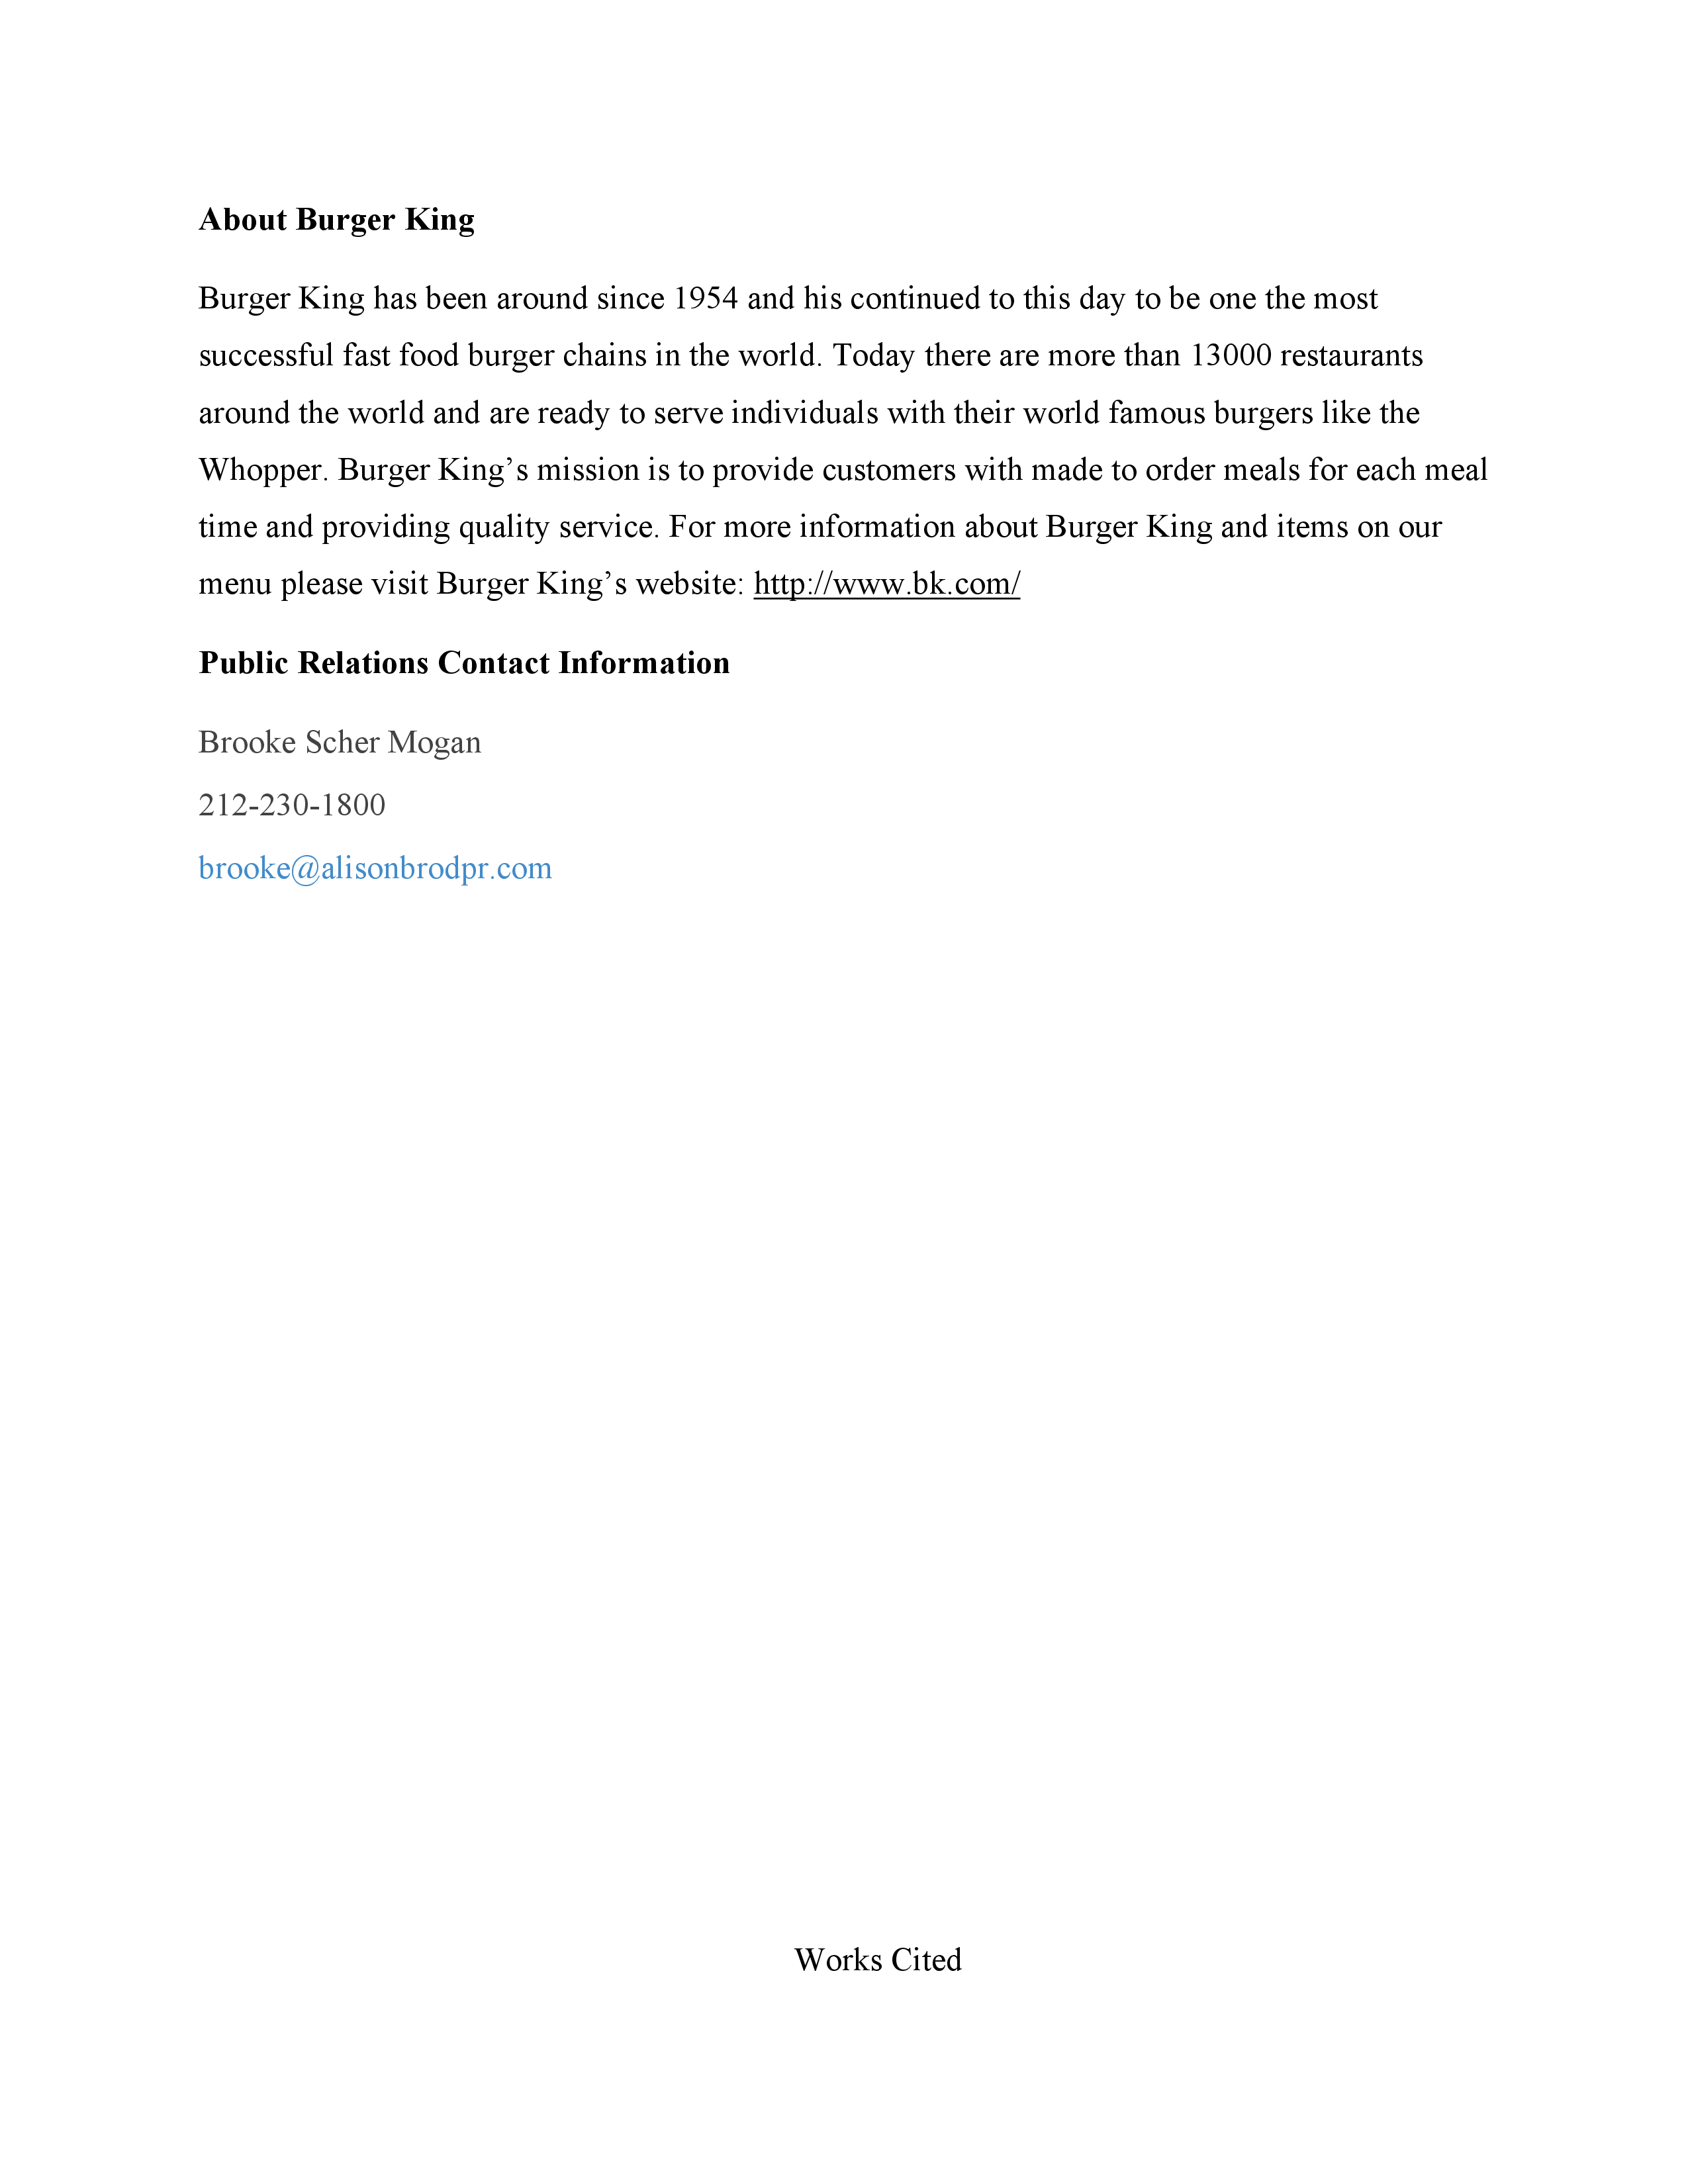 About Burger King
Burger King has been around since 1954 and his continued to this day to be one the most
successful fast food burger chains in the world. Today there are more than 13000 restaurants
around the world and are ready to serve individuals with their world famous burgers like the
Whopper. Burger King’s mission is to provide customers with made to order meals for each meal
time and providing quality service. For more information about Burger King and items on our
menu please visit Burger King’s website: http://www.bk.com/
Public Relations Contact Information
Brooke Scher Mogan
212-230-1800
brooke@alisonbrodpr.com
Works Cited